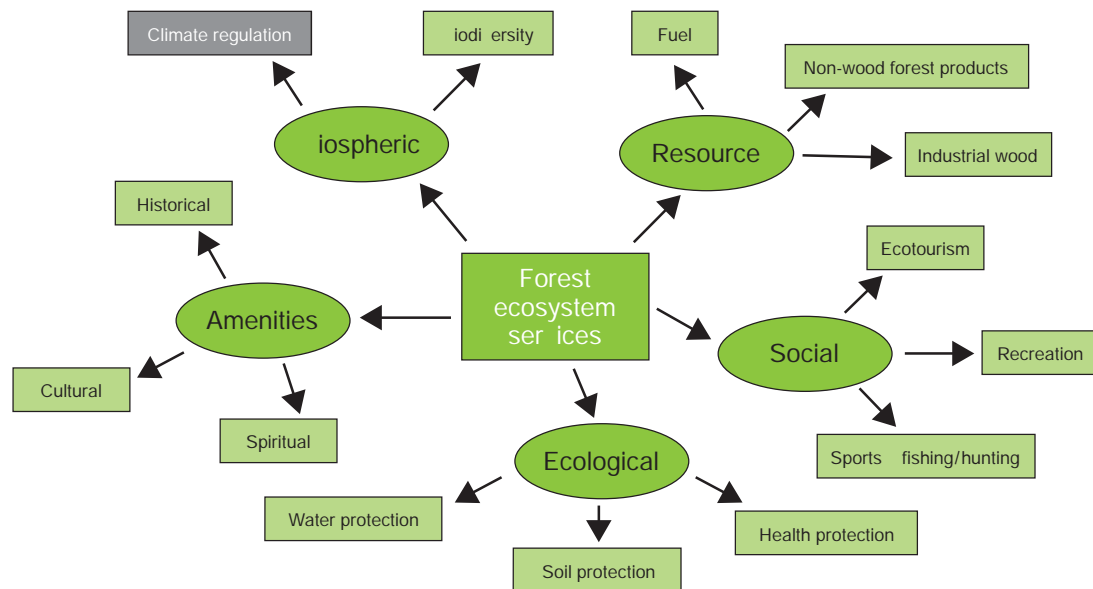 Climate regulation
iodi ersity
Fuel
Non-wood forest products
iospheric
Resource
Industrial wood
Historical
Ecotourism
Forest
ecosystem
ser ices
Amenities
Social
Recreation
Cultural
Spiritual
Ecological
Sports fishing/hunting
Water protection
Health protection
Soil protection